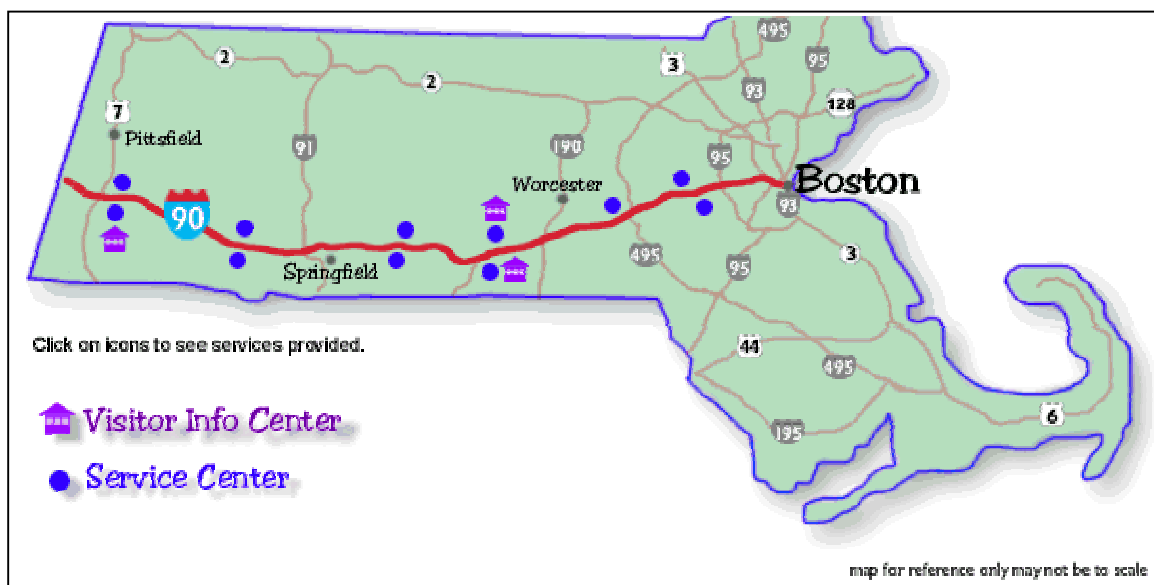 495
3
95
2
93
2
128
7
Pittsfield
91
190
95
Worcester
Boston
90
93
Springfield
495
95
3
Click on icons to see services provided.
44
495
Visitor Info Center
6
195
Service Center
map for reference only may not be to scale